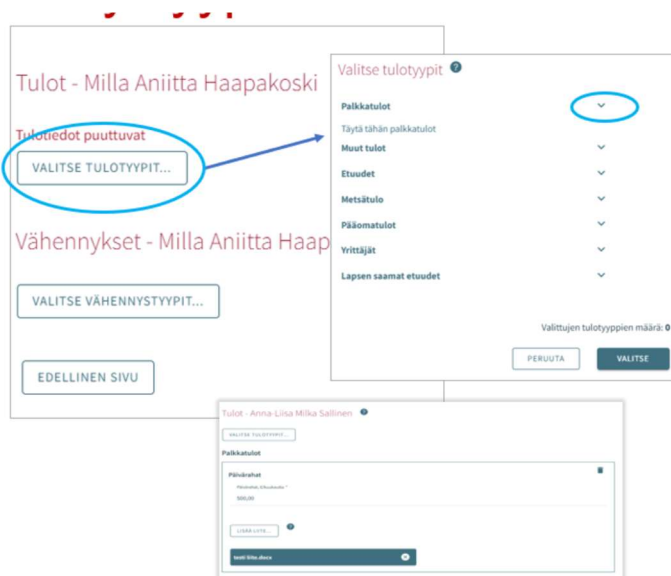 Tulot - Milla Aniitta Haapakoski
Tulotiedot puuttuvat
VALITSE TULOTYYPIT...
Vähennykset - Milla Aniitta Haap
VALITSE VÄHENNYSTYYPIT...
EDELLINEN SIVU
Valitse tulotyypit ?
Palkkatulot
Täytä tähän palkkatulot
Muut tulot
Etuudet
Metsätulo
Pääomatulot
Yrittäjät
Lapsen saamat etuudet
Valittujen tulotyyppien määrä: 0
PERUUTA
VALITSE
Tulot - Anna-Liisa Milka Sallinen ?
VALITSE TULOTYYPIT...
Palkkatulot
Päivärahat
Päivärahat, €/kuukausi *
500,00
LISÄÄ LIITE... ?
testi liite.docx